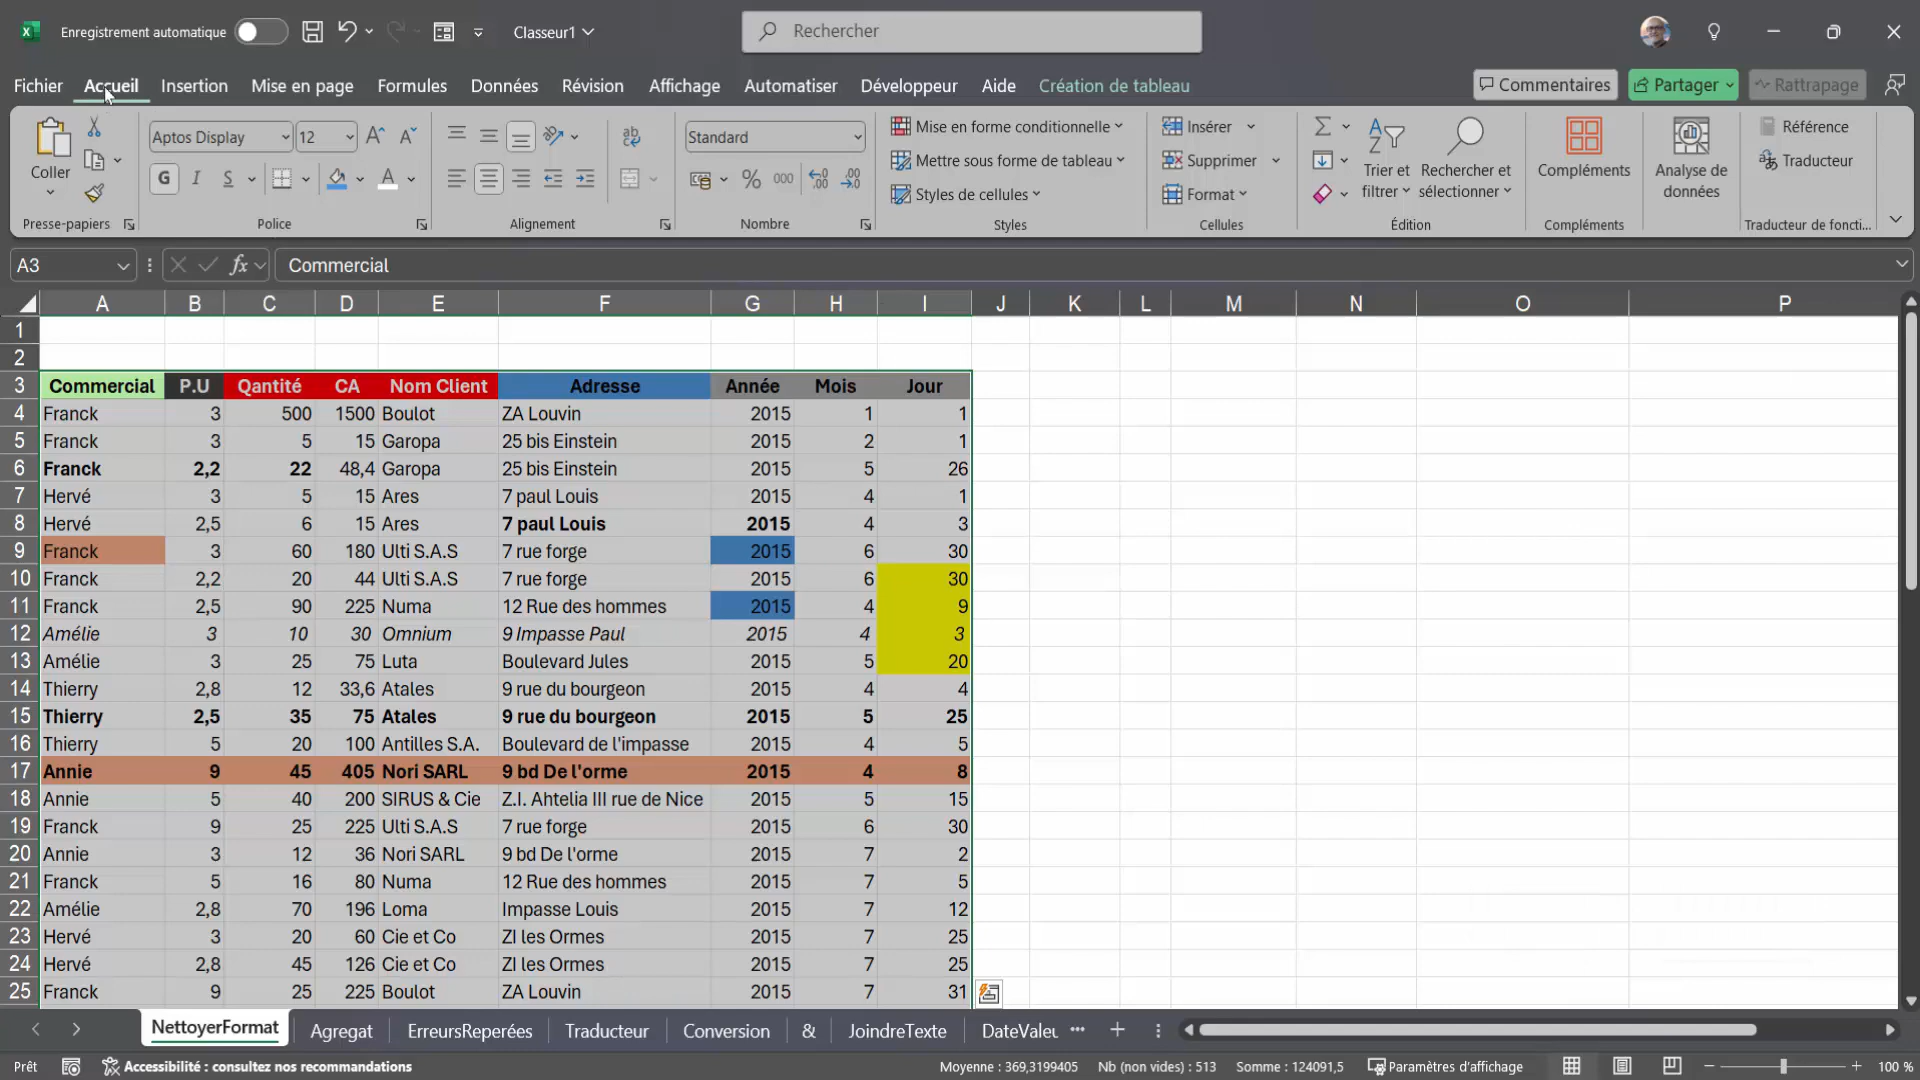 Enregistrement automatique
Classeur1
Rechercher
Fichier Accueil Insertion Mise en page Formules Données Révision Affichage Automatiser Développeur Aide Création de tableau
Commentaires Partager Rattrapage
Coller
Presse-papiers
Aptos Display 12
G I S
Police
Alignement
Standard
% 000
Nombre
Mise en forme conditionnelle
Mettre sous forme de tableau
Styles de cellules
Styles
Insérer
Supprimer
Format
Cellules
Trier et filtrer
Rechercher et sélectionner
Édition
Compléments
Compléments
Analyse de données
Référence
Traducteur
Traducteur de foncti...
A3 fx Commercial
A B C D E F G H I J K L M N O P
1
2
3 Commercial P.U Qantité CA Nom Client Adresse Année Mois Jour
4 Franck 3 500 1500 Boulot ZA Louvin 2015 1 1
5 Franck 3 5 15 Garopa 25 bis Einstein 2015 2 1
6 Franck 2,2 22 48,4 Garopa 25 bis Einstein 2015 5 26
7 Hervé 3 5 15 Ares 7 paul Louis 2015 4 1
8 Hervé 2,5 6 15 Ares 7 paul Louis 2015 4 3
9 Franck 3 60 180 Ulti S.A.S 7 rue forge 2015 6 30
10 Franck 2,2 20 44 Ulti S.A.S 7 rue forge 2015 6 30
11 Franck 2,5 90 225 Numa 12 Rue des hommes 2015 4 9
12 Amélie 3 10 30 Omnium 9 Impasse Paul 2015 4 3
13 Amélie 3 25 75 Luta Boulevard Jules 2015 5 20
14 Thierry 2,8 12 33,6 Atales 9 rue du bourgeon 2015 4 4
15 Thierry 2,5 35 75 Atales 9 rue du bourgeon 2015 5 25
16 Thierry 5 20 100 Antilles S.A. Boulevard de l'impasse 2015 4 5
17 Annie 9 45 405 Nori SARL 9 bd De l'orme 2015 4 8
18 Annie 5 40 200 SIRUS & Cie Z.I. Ahtelia III rue de Nice 2015 5 15
19 Franck 9 25 225 Ulti S.A.S 7 rue forge 2015 6 30
20 Annie 3 12 36 Nori SARL 9 bd De l'orme 2015 7 2
21 Franck 5 16 80 Numa 12 Rue des hommes 2015 7 5
22 Amélie 2,8 70 196 Loma Impasse Louis 2015 7 12
23 Hervé 3 20 60 Cie et Co ZI les Ormes 2015 7 25
24 Hervé 2,8 45 126 Cie et Co ZI les Ormes 2015 7 25
25 Franck 9 25 225 Boulot ZA Louvin 2015 7 31
NettoyerFormat Agregat ErreursReperées Traducteur Conversion & JoindreTexte DateValeu
Prêt Accessibilité : consultez nos recommandations Moyenne : 369,3199405 Nb (non vides) : 513 Somme : 124091,5 Paramètres d'affichage 100 %